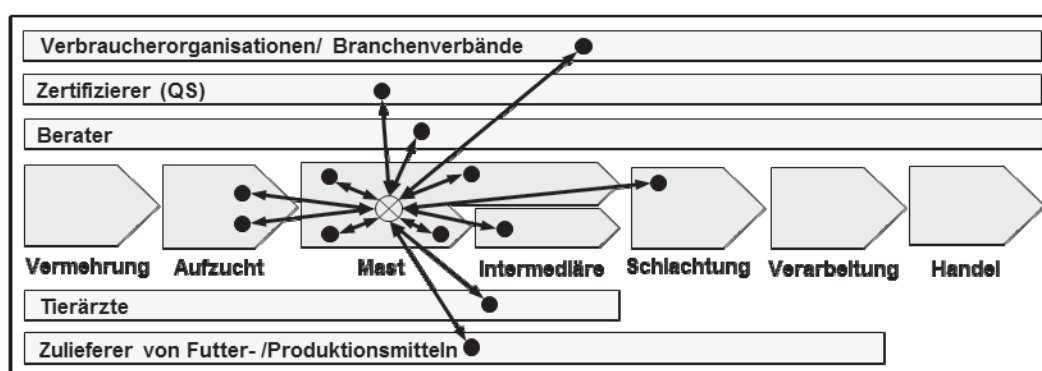 Verbraucherorganisationen/ Branchenverbände
Zertifizierer (QS)
Berater
Vermehrung Aufzucht Mast Intermediäre Schlachtung Verarbeitung Handel
Tierärzte
Zulieferer von Futter- /Produktionsmitteln